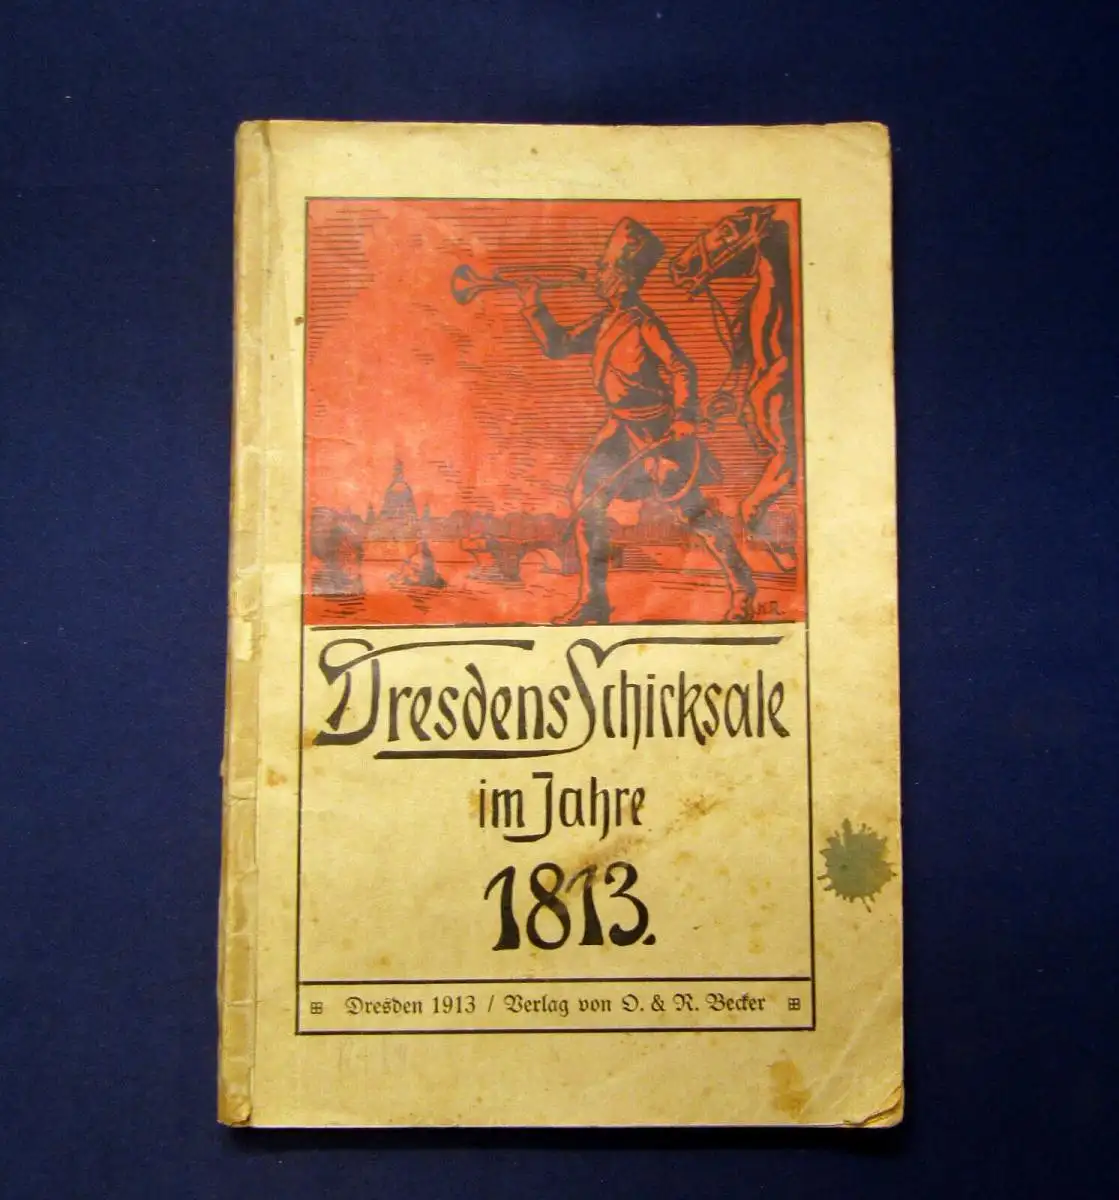 Dresdens Schicksale
im Jahre
1813.
Dresden 1913 / Verlag von O. & R. Becker